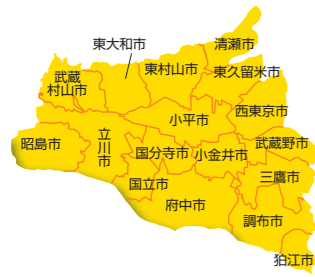 清瀬市
東大和市
東村山市
東久留米市
武蔵
村山市
西東京市
小平市
武蔵野市
昭島市
立川市
国分寺市
小金井市
三鷹市
国立市
府中市
調布市
狛江市